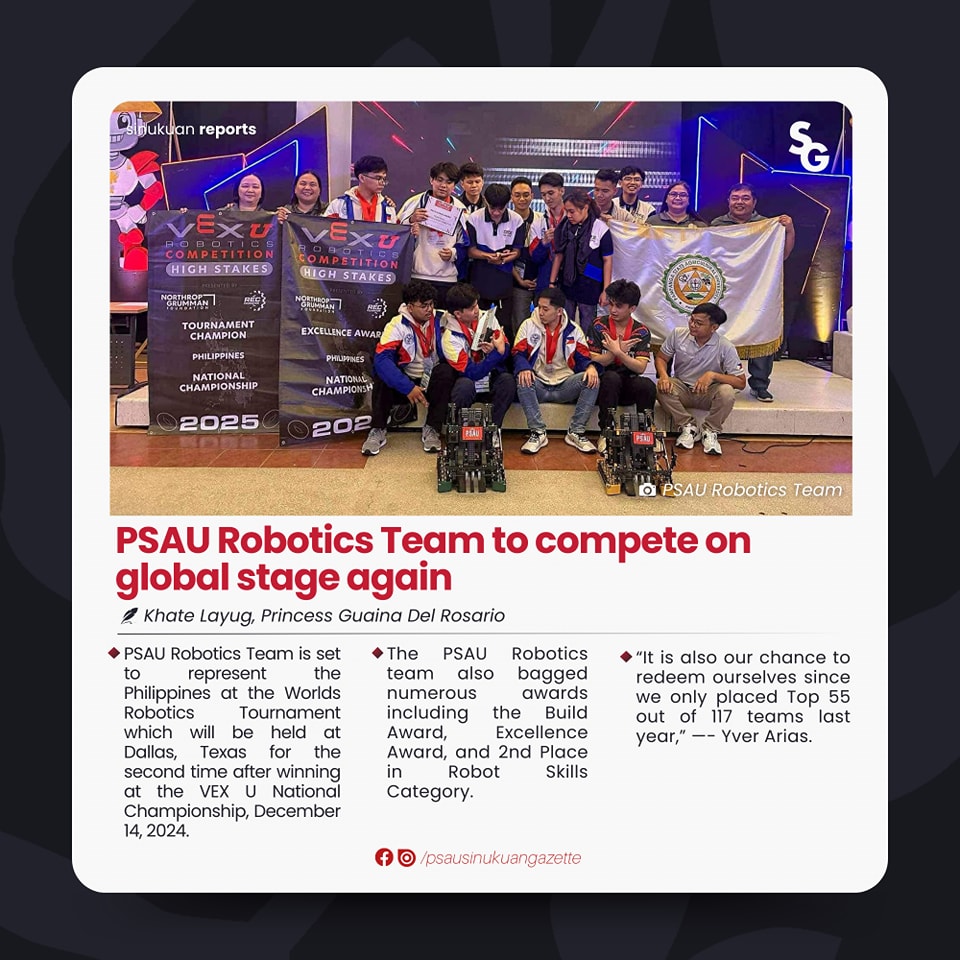 sinukuan reports
SG
VEX U
ROBOTICS
COMPETITION
HIGH STAKES
PRESENTED BY
NORTHROP
GRUMMAN
FOUNDATION
REC
TOURNAMENT
CHAMPION
PHILIPPINES
NATIONAL
CHAMPIONSHIP
2025
VEX U
ROBOTICS
COMPETITION
HIGH STAKES
NORTHROP
GRUMMAN
FOUNDATION
REC
EXCELLENCE AWAR
PHILIPPINES
NATIONAL
CHAMPIONSH
202
PSAU
PSAU
PSAU Robotics Team
PSAU Robotics Team to compete on
global stage again
Khate Layug, Princess Guaina Del Rosario
PSAU Robotics Team is set
to represent the
Philippines at the Worlds
Robotics Tournament
which will be held at
Dallas, Texas for the
second time after winning
at the VEX U National
Championship, December
14, 2024.
The PSAU Robotics
team also bagged
numerous awards
including the Build
Award, Excellence
Award, and 2nd Place
in Robot Skills
Category.
“It is also our chance to
redeem ourselves since
we only placed Top 55
out of 117 teams last
year,” —- Yver Arias.
/psausinukuangazette